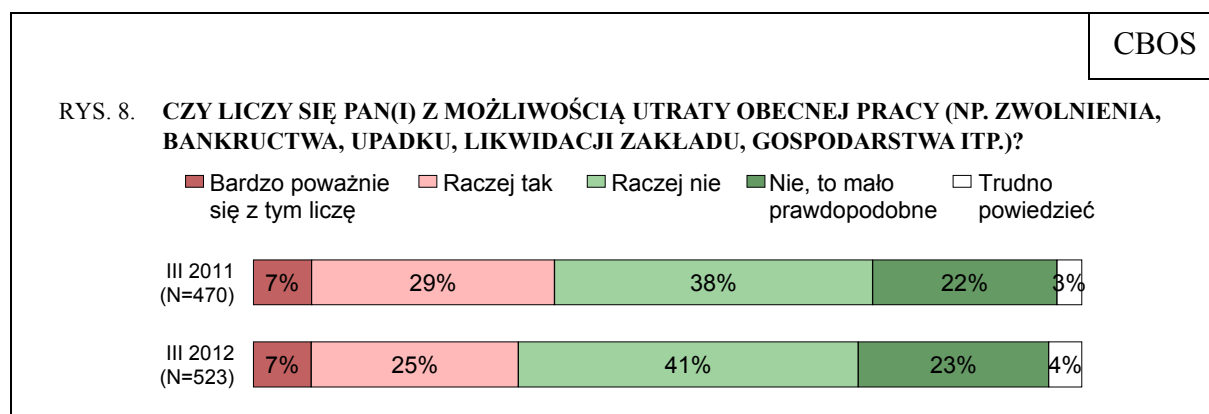 CBOS
RYS. 8. CZY LICZY SIĘ PAN(I) Z MOŻLIWOŚCIĄ UTRATY OBECNEJ PRACY (NP. ZWOLNIENIA,
BANKRUCTWA, UPADKU, LIKWIDACJI ZAKŁADU, GOSPODARSTWA ITP.)?
Bardzo poważnie się z tym liczę
Raczej tak
Raczej nie
Nie, to mało prawdopodobne
Trudno powiedzieć
III 2011
(N=470)
7% 29% 38% 22% 3%
III 2012
(N=523)
7% 25% 41% 23% 4%